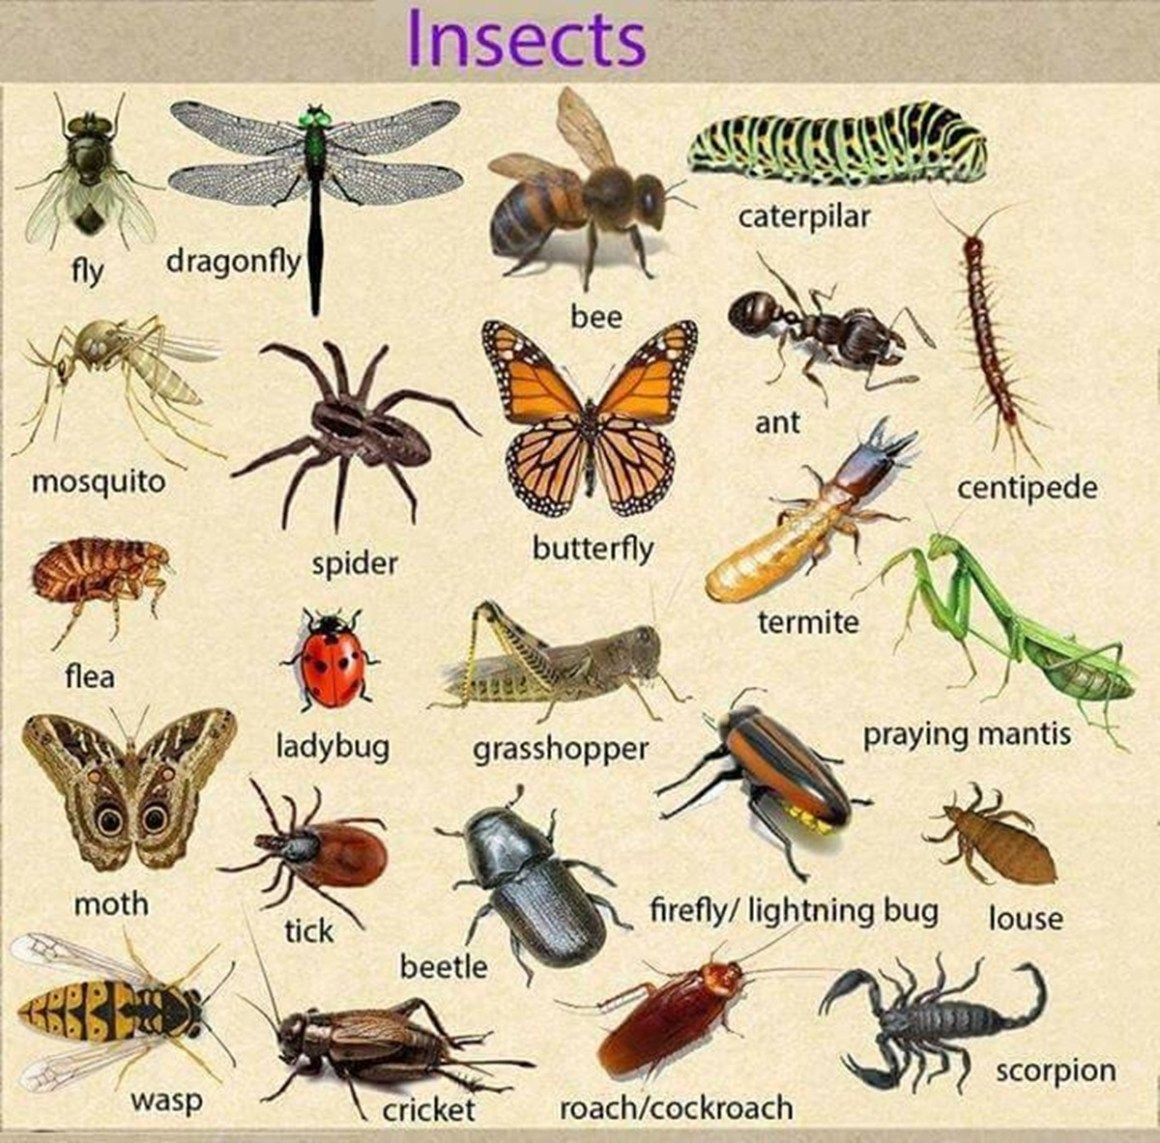 Insects
fly
dragonfly
bee
caterpilar
mosquito
spider
butterfly
ant
centipede
flea
ladybug
grasshopper
termite
praying mantis
moth
tick
beetle
firefly/ lightning bug
louse
wasp
cricket
roach/cockroach
scorpion